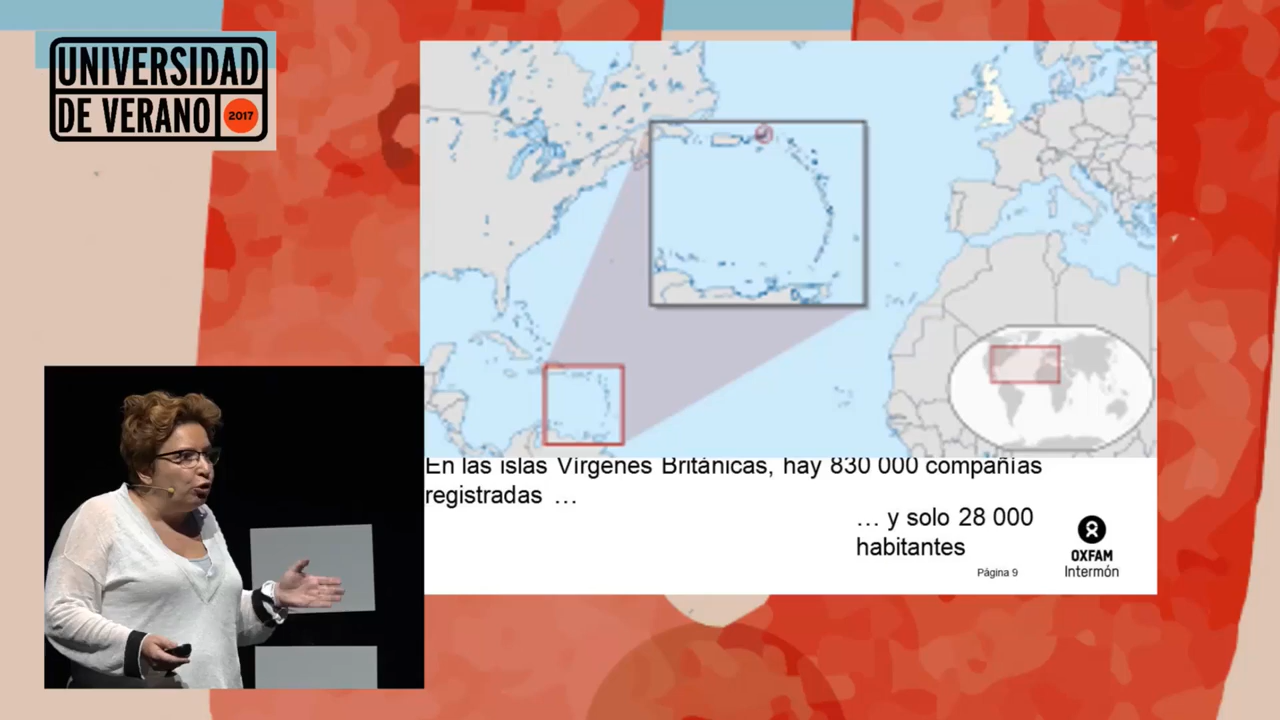 UNIVERSIDAD
DE VERANO 2017
En las islas Vírgenes Británicas, hay 830 000 compañías
registradas …
… y solo 28 000
habitantes
Página 9
OXFAM
Intermón